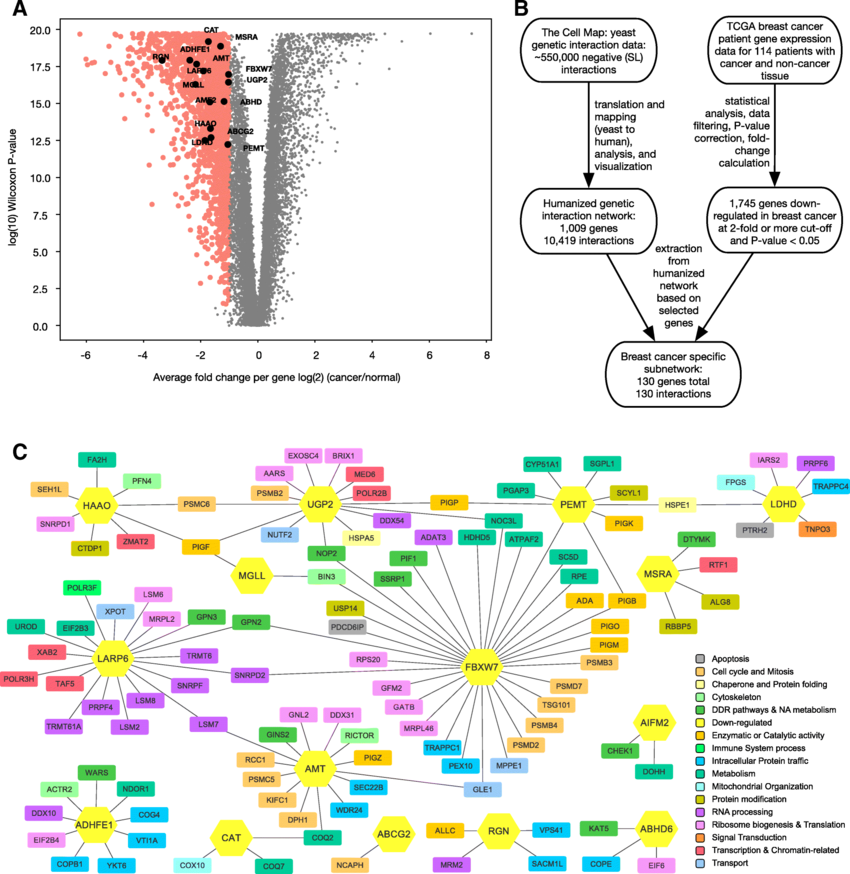 A
20.0
17.5
15.0
12.5
10.0
7.5
5.0
2.5
0.0
log(10) Wilcoxon P-value
-6
-4
-2
0
2
4
6
8
Average fold change per gene log(2) (cancer/normal)
CAT
MSRA
ADHFE1
RGN
AMT
FBXW7
LARP6
UGP2
MGLL
ABHD
HAAO
ABCG2
LDHD
PEMT
B
The Cell Map: yeast
genetic interaction data:
~550,000 negative (SL)
interactions
TCGA breast cancer
patient gene expression
data for 114 patients with
cancer and non-cancer
tissue
translation and
mapping
(yeast to
human),
analysis, and
visualization
statistical
analysis, data
filtering, P-value
correction, fold-
change
calculation
Humanized genetic
interaction network:
1,009 genes
10,419 interactions
1,745 genes down-
regulated in breast cancer
at 2-fold or more cut-off
and P-value < 0.05
extraction
from
humanized
network
based on
selected
genes
Breast cancer specific
subnetwork:
130 genes total
130 interactions
C
FA2H
SEH1L
PFN4
HAAO
PSMC6
SNRPD1
ZMAT2
CTDP1
PIGF
EXOSC4
BRIX1
AARS
MED6
PSMB2
POLR2B
UGP2
PIGP
DDX54
NUTF2
HSPA5
NOP2
MGLL
BIN3
CYP51A1
SGPL1
PGAP3
SCYL1
PEMT
HSPE1
PIGK
NOC3L
ADAT3
HDHD5
ATPAF2
IARS2
PRPF6
FPGS
TRAPPC4
LDHD
PTRH2
TNPO3
DTYMK
RTF1
MSRA
ALG8
RBBP5
PIF1
SSRP1
SC5D
RPE
USP14
PDCD6IP
ADA
PIGB
PIGO
PIGM
RPS20
FBXW7
PSMB3
GFM2
PSMD7
GATB
TSG101
MRPL46
PSMB4
TRAPPC1
PSMD2
PEX10
MPPE1
GLE1
POLR3F
LSM6
XPOT
MRPL2
GPN3
UROD
EIF2B3
GPN2
XAB2
LARP6
TRMT6
POLR3H
TAF5
SNRPF
SNRPD2
LSM8
PRPF4
TRMT61A
LSM2
LSM7
GNL2
DDX31
GINS2
RICTOR
RCC1
PIGZ
AMT
PSMC5
SEC22B
KIFC1
WDR24
DPH1
COQ2
WARS
ACTR2
NDOR1
DDX10
COG4
ADHFE1
EIF2B4
VTI1A
COPB1
YKT6
CAT
COX10
COQ7
ABCG2
NCAPH
ALLC
VPS41
RGN
MRM2
SACM1L
AIFM2
CHEK1
DOHH
KAT5
ABHD6
COPE
EIF6
Apoptosis
Cell cycle and Mitosis
Chaperone and Protein folding
Cytoskeleton
DDR pathways & NA metabolism
Down-regulated
Enzymatic or Catalytic activity
Immune System process
Intracellular Protein traffic
Metabolism
Mitochondrial Organization
Protein modification
RNA processing
Ribosome biogenesis & Translation
Signal Transduction
Transcription & Chromatin-related
Transport